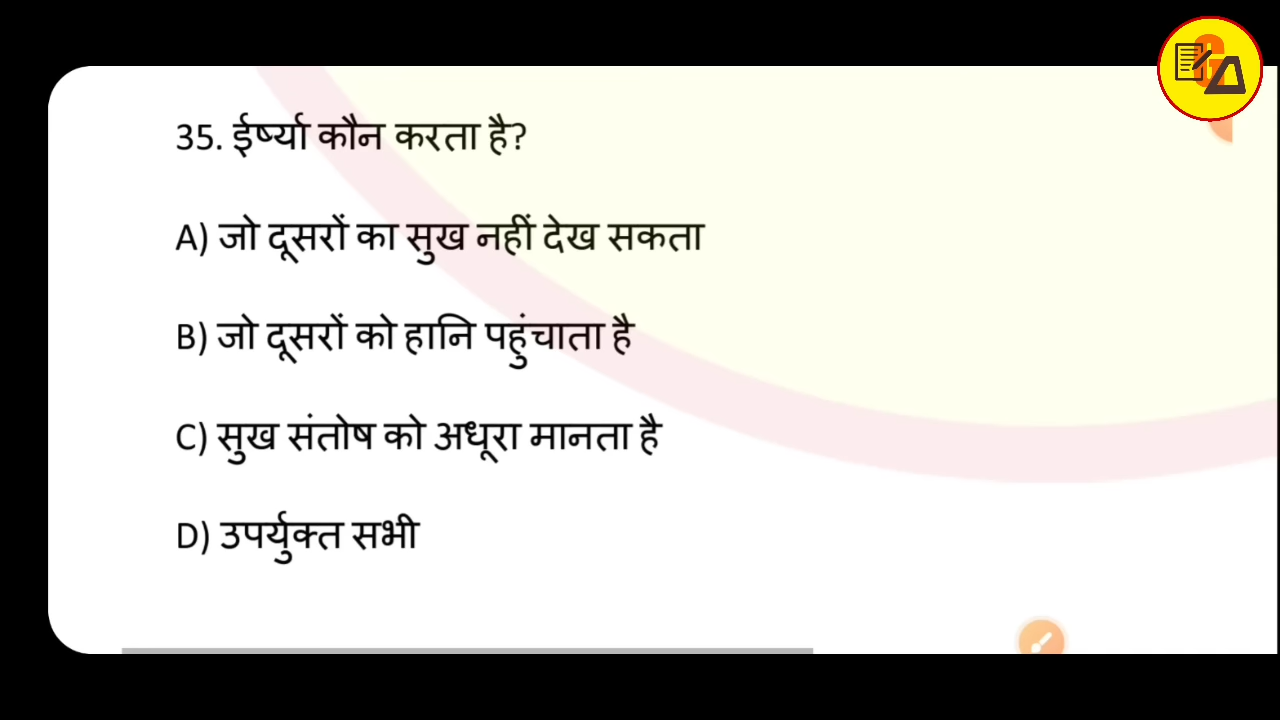 35. ईर्ष्या कौन करता है?
A) जो दूसरों का सुख नहीं देख सकता
B) जो दूसरों को हानि पहुंचाता है
C) सुख संतोष को अधूरा मानता है
D) उपर्युक्त सभी